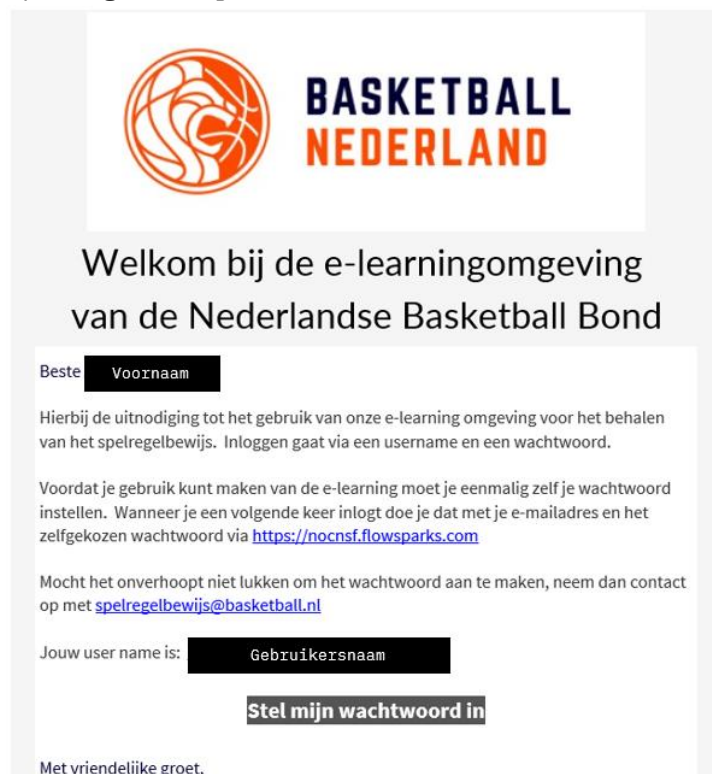 BASKETBALL
NEDERLAND
Welkom bij de e-learningomgeving
van de Nederlandse Basketball Bond
Beste Voornaam
Hierbij de uitnodiging tot het gebruik van onze e-learning omgeving voor het behalen
van het spelregelbewijs. Inloggen gaat via een username en een wachtwoord.
Voordat je gebruik kunt maken van de e-learning moet je eenmalig zelf je wachtwoord
instellen. Wanneer je een volgende keer inlogt doe je dat met je e-mailadres en het
zelfgekozen wachtwoord via https://nocnsf.flowsparks.com
Mocht het onverhoopt niet lukken om het wachtwoord aan te maken, neem dan contact
op met spelregelbewijs@basketball.nl
Jouw user name is: Gebruikersnaam
Stel mijn wachtwoord in
Met vriendelijke groet,